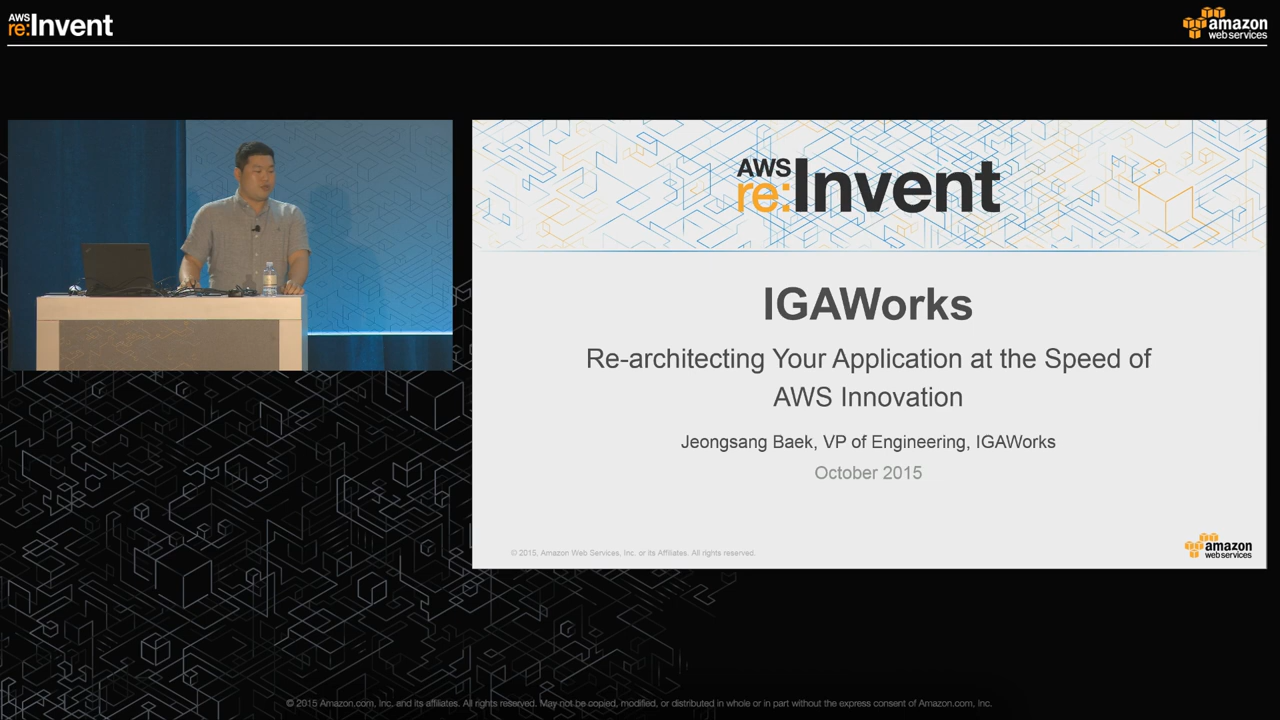 AWS
re:Invent
amazon
web services
AWS
re:Invent
IGAWorks
Re-architecting Your Application at the Speed of
AWS Innovation
Jeongsang Baek, VP of Engineering, IGAWorks
October 2015
© 2015, Amazon Web Services, Inc. or its Affiliates. All rights reserved.
amazon
web services
© 2015 Amazon.com, Inc. and its affiliates. All rights reserved. May not be copied, modified, or distributed in whole or in part without the express consent of Amazon.com, Inc.